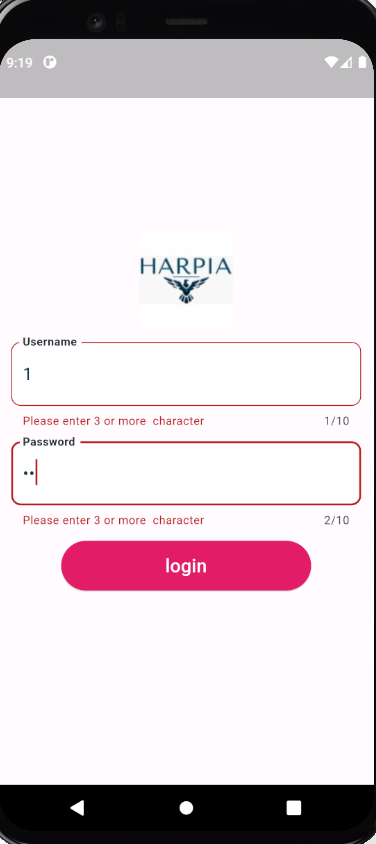 9:19
HARPIA
Username
1
Please enter 3 or more  character 1/10
Password
••
Please enter 3 or more  character 2/10
login